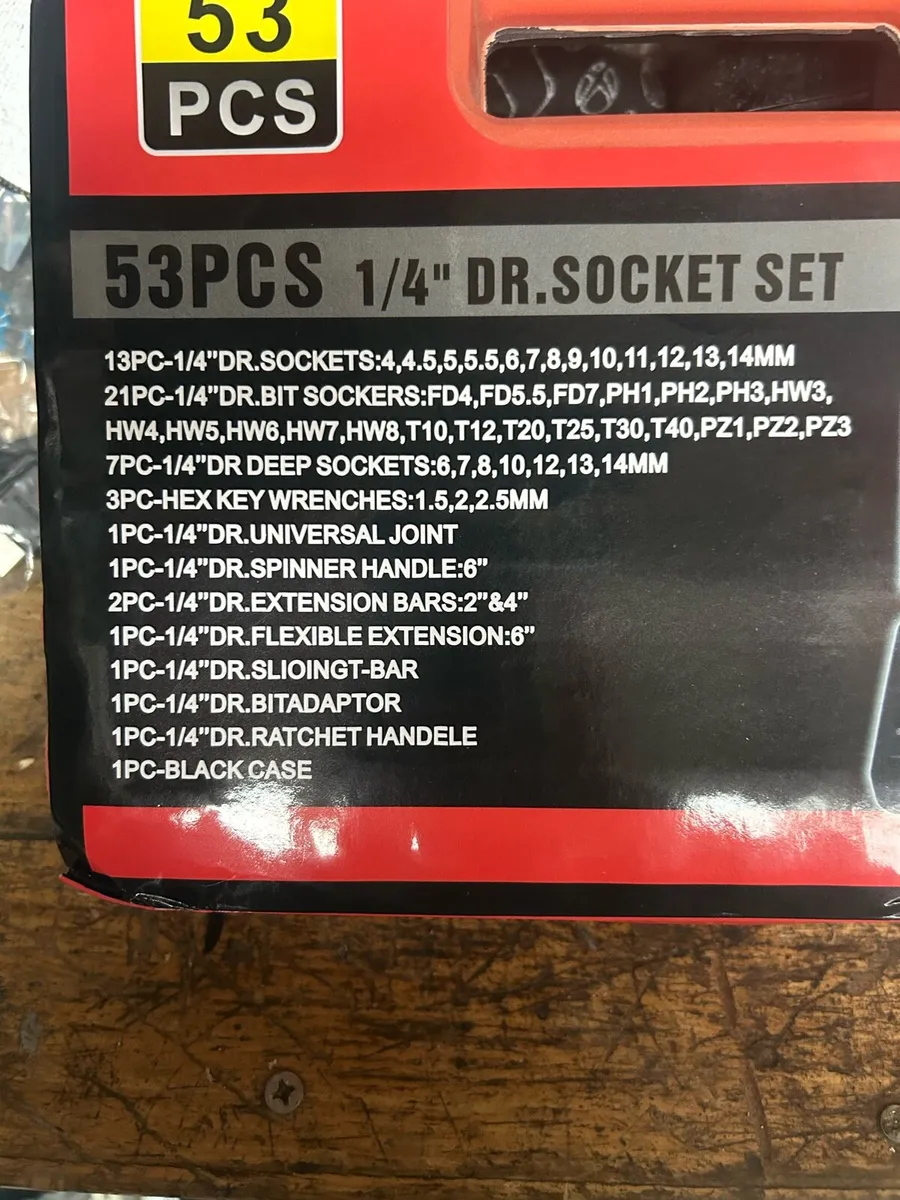 53
PCS
53PCS 1/4" DR.SOCKET SET
13PC-1/4"DR.SOCKETS:4,4.5,5,5.5,6,7,8,9,10,11,12,13,14MM
21PC-1/4"DR.BIT SOCKERS:FD4,FD5.5,FD7,PH1,PH2,PH3,HW3,
HW4,HW5,HW6,HW7,HW8,T10,T12,T20,T25,T30,T40,PZ1,PZ2,PZ3
7PC-1/4"DR DEEP SOCKETS:6,7,8,10,12,13,14MM
3PC-HEX KEY WRENCHES:1.5,2,2.5MM
1PC-1/4"DR.UNIVERSAL JOINT
1PC-1/4"DR.SPINNER HANDLE:6"
2PC-1/4"DR.EXTENSION BARS:2"&4"
1PC-1/4"DR.FLEXIBLE EXTENSION:6"
1PC-1/4"DR.SLIOINGT-BAR
1PC-1/4"DR.BITADAPTOR
1PC-1/4"DR.RATCHET HANDELE
1PC-BLACK CASE